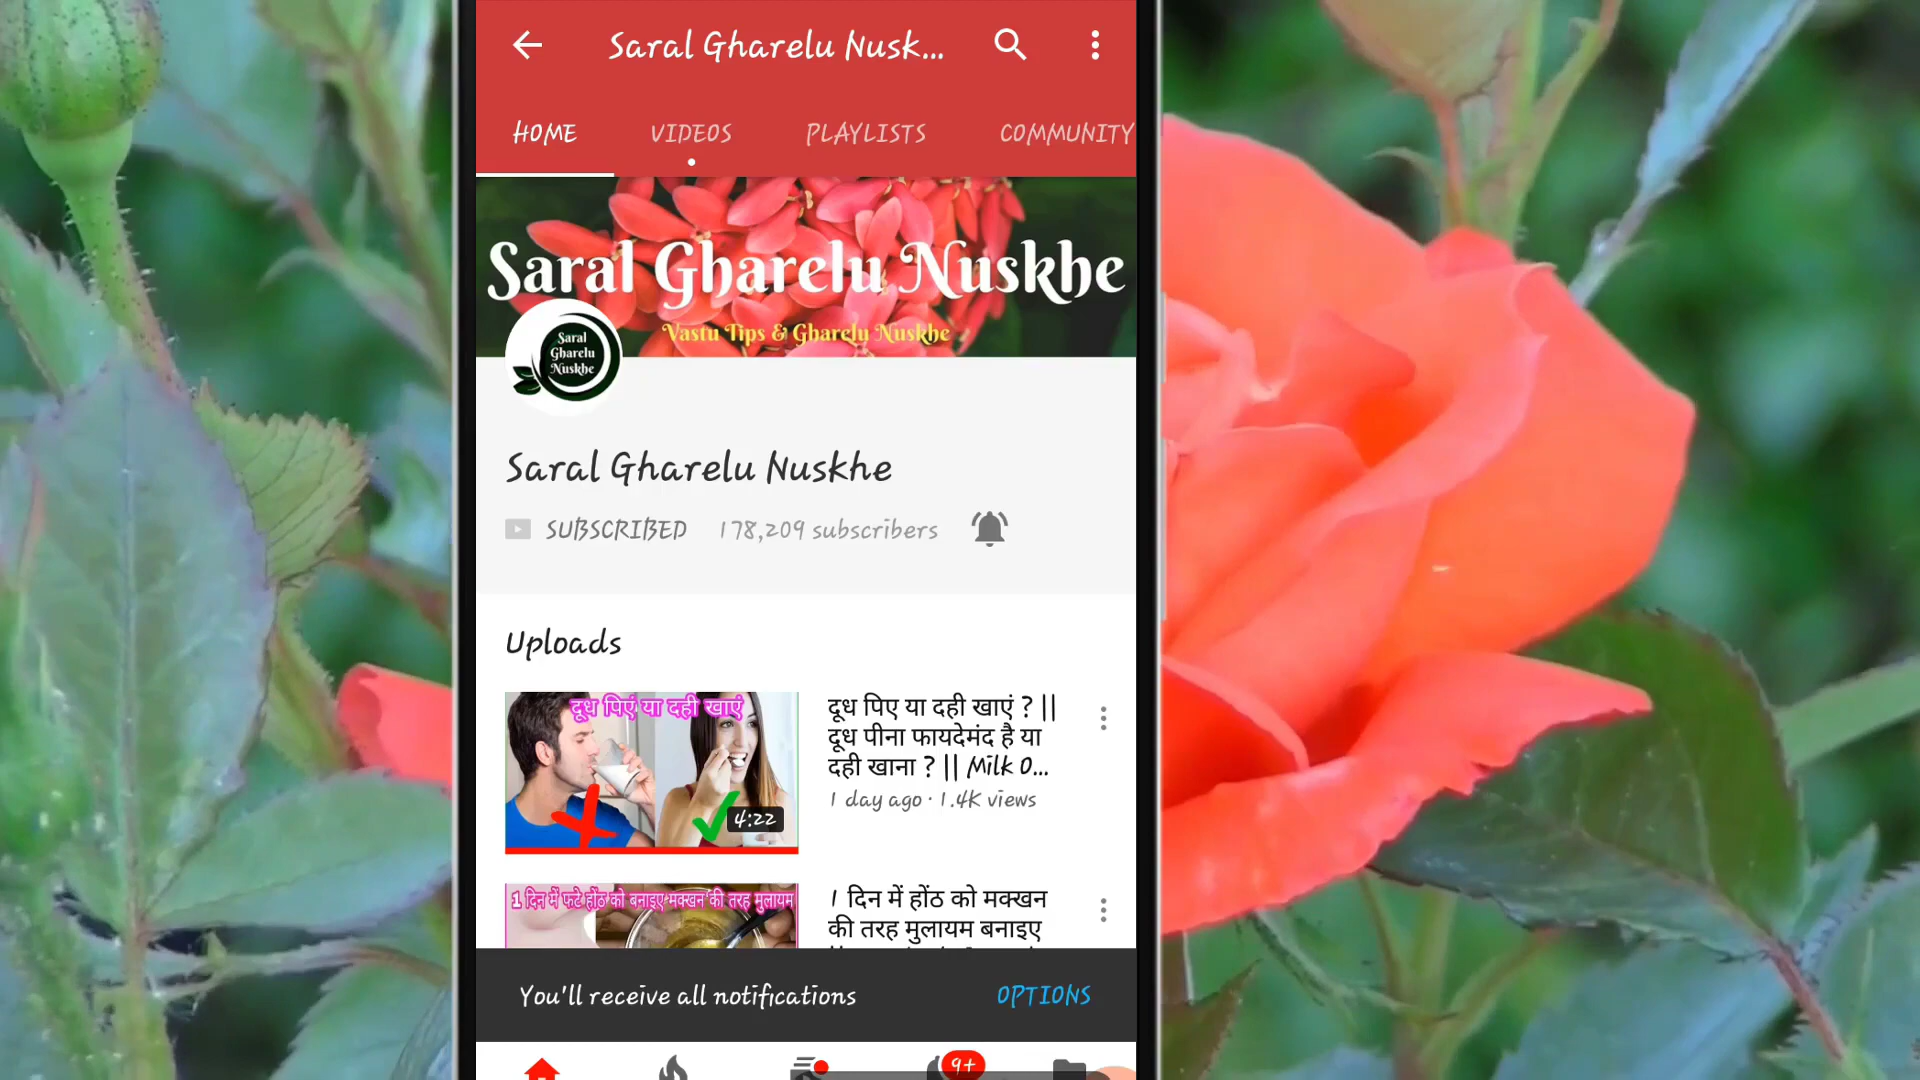 Saral Gharelu Nusk...
HOME VIDEOS PLAYLISTS COMMUNITY
Saral Gharelu Nuskhe
Vastu Tips & Gharelu Nuskhe
Saral
Gharelu
Nuskhe
Saral Gharelu Nuskhe
SUBSCRIBED 178,209 subscribers
Uploads
दूध पिएं या दही खाएं
4:22
दूध पिए या दही खाएं ? ||
दूध पीना फायदेमंद है या
दही खाना ? || Milk O...
1 day ago · 1.4K views
1 दिन में फटे होंठ को बनाइए मक्खन की तरह मुलायम
1 दिन में होंठ को मक्खन
की तरह मुलायम बनाइए
You'll receive all notifications OPTIONS
9+